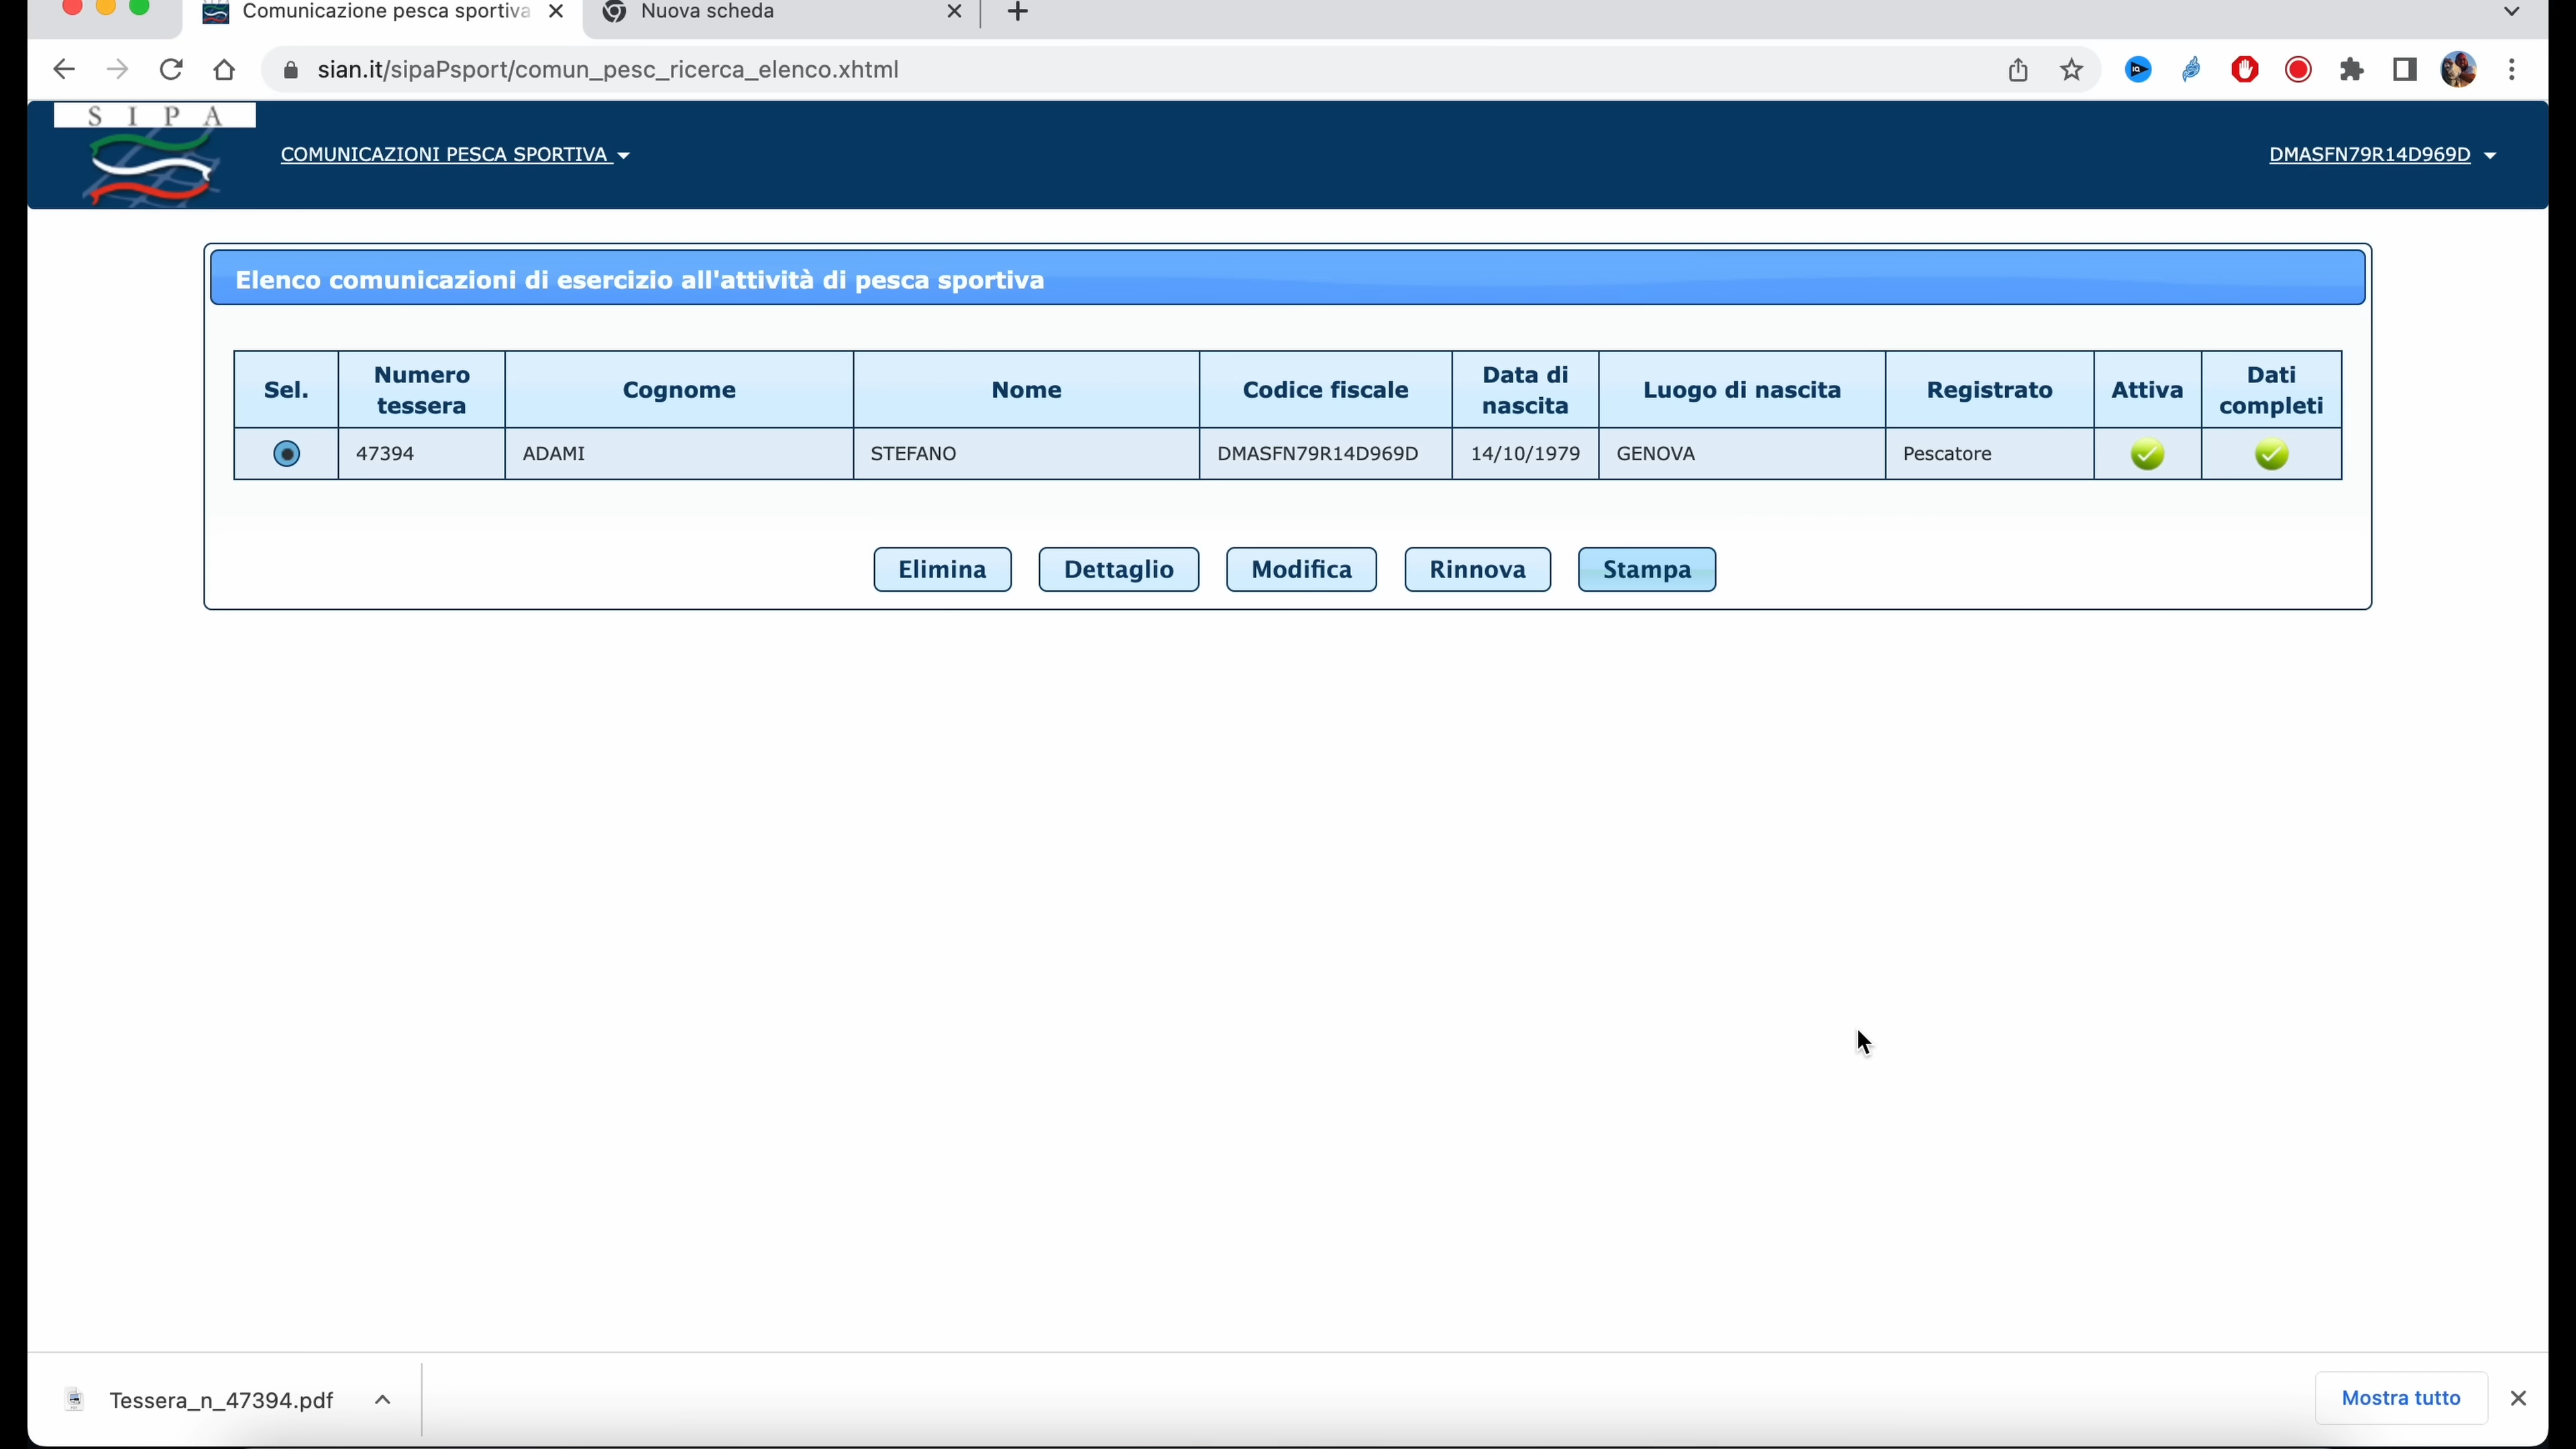 Comunicazione pesca sportiva
Nuova scheda
sian.it/sipaPsport/comun_pesc_ricerca_elenco.xhtml
S I P A
COMUNICAZIONI PESCA SPORTIVA
DMASFN79R14D969D
Elenco comunicazioni di esercizio all'attività di pesca sportiva
Sel. Numero tessera Cognome Nome Codice fiscale Data di nascita Luogo di nascita Registrato Attiva Dati completi
47394 ADAMI STEFANO DMASFN79R14D969D 14/10/1979 GENOVA Pescatore
Elimina Dettaglio Modifica Rinnova Stampa
Tessera_n_47394.pdf
Mostra tutto